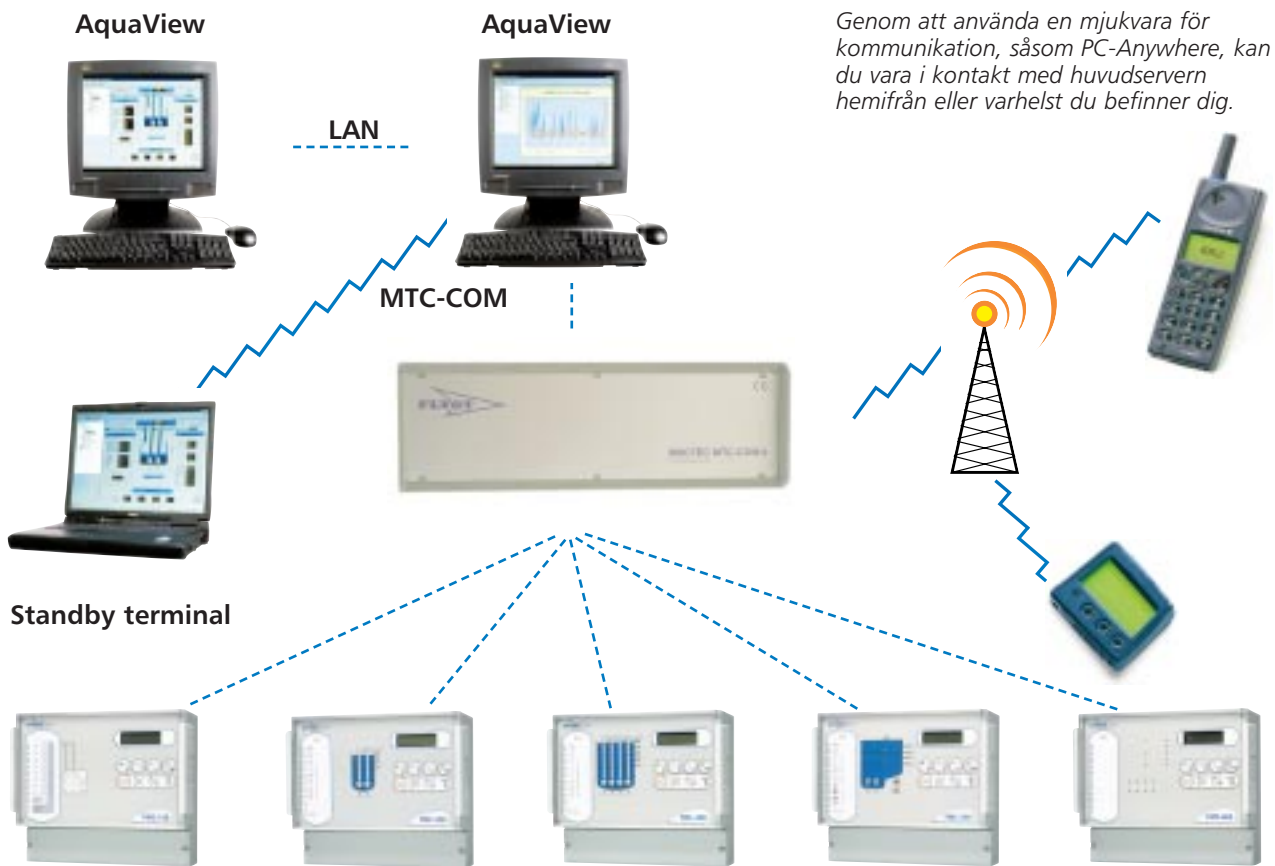 AquaView
AquaView
Genom att använda en mjukvara för
kommunikation, såsom PC-Anywhere, kan
du vara i kontakt med huvudservern
hemifrån eller varhelst du befinner dig.
LAN
MTC-COM
FLYGT
Standby terminal